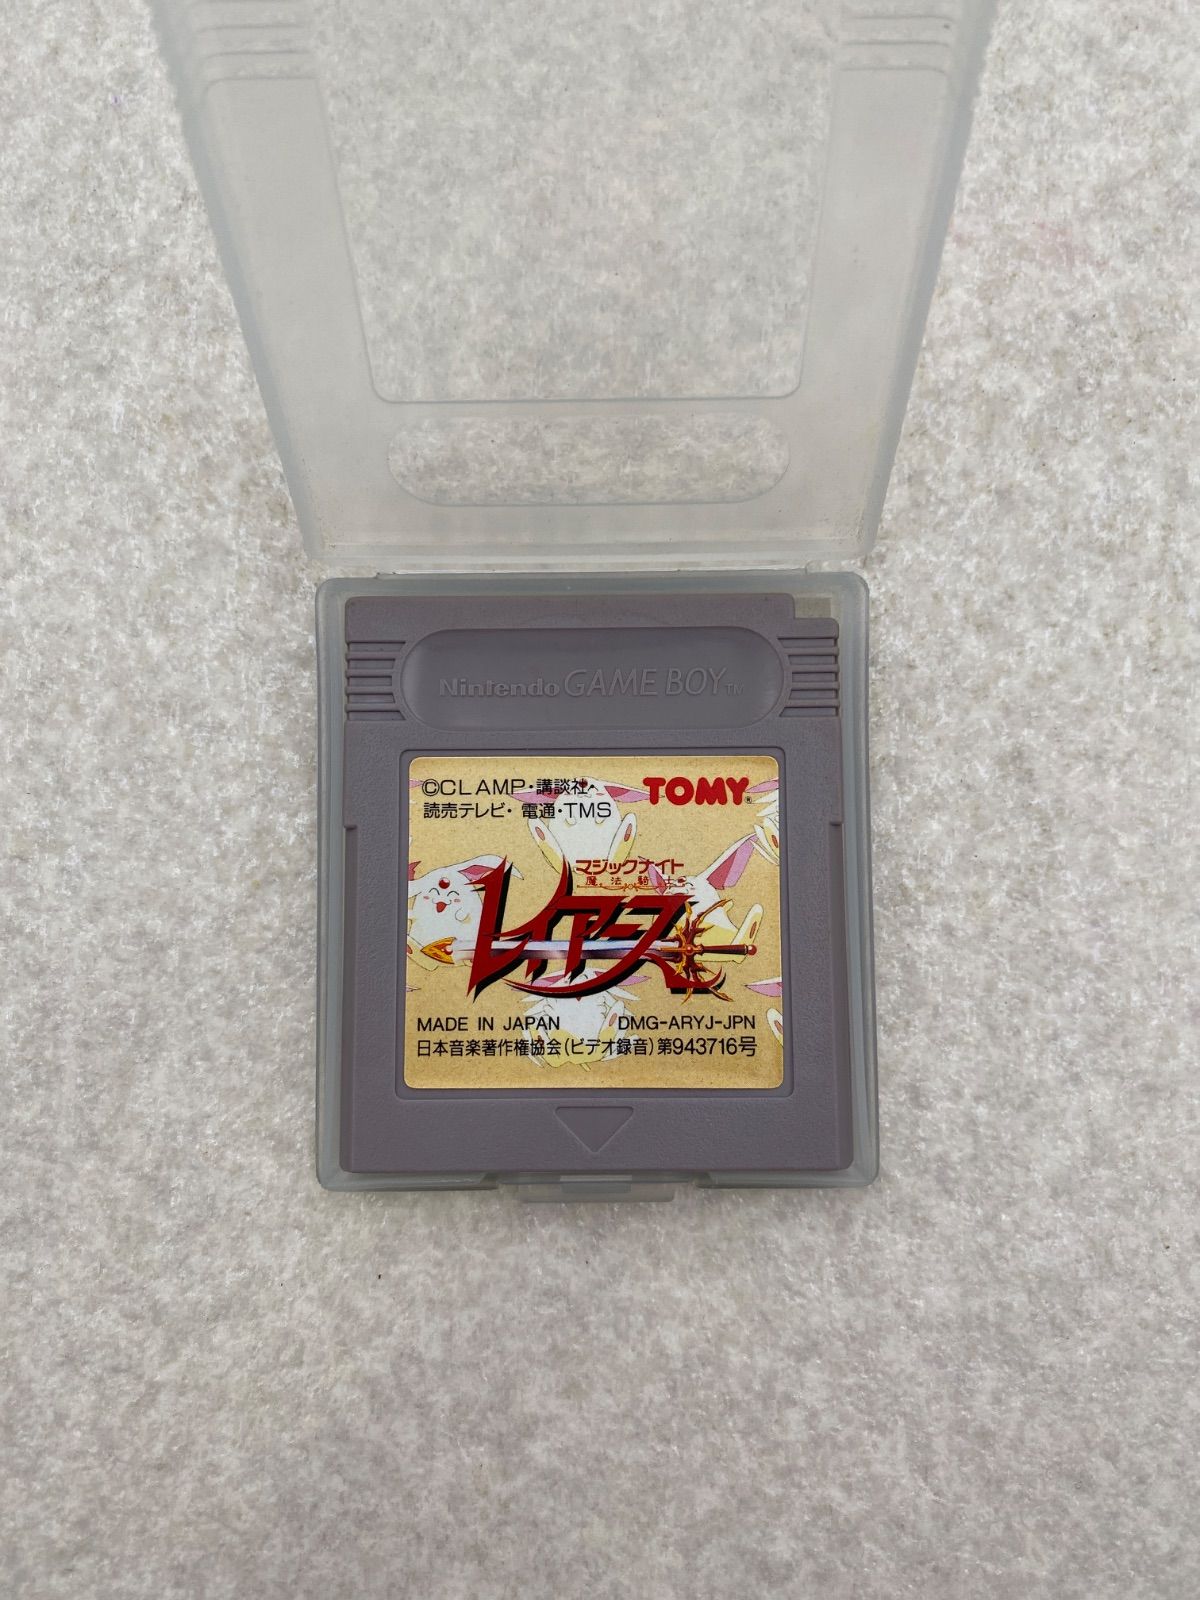 Nintendo GAME BOY™
©CLAMP・講談社・
読売テレビ・電通・TMS
TOMY®
マジックナイト
魔法騎士
レイアース
MADE IN JAPAN DMG-ARYJ-JPN
日本音楽著作権協会(ビデオ録音)第943716号